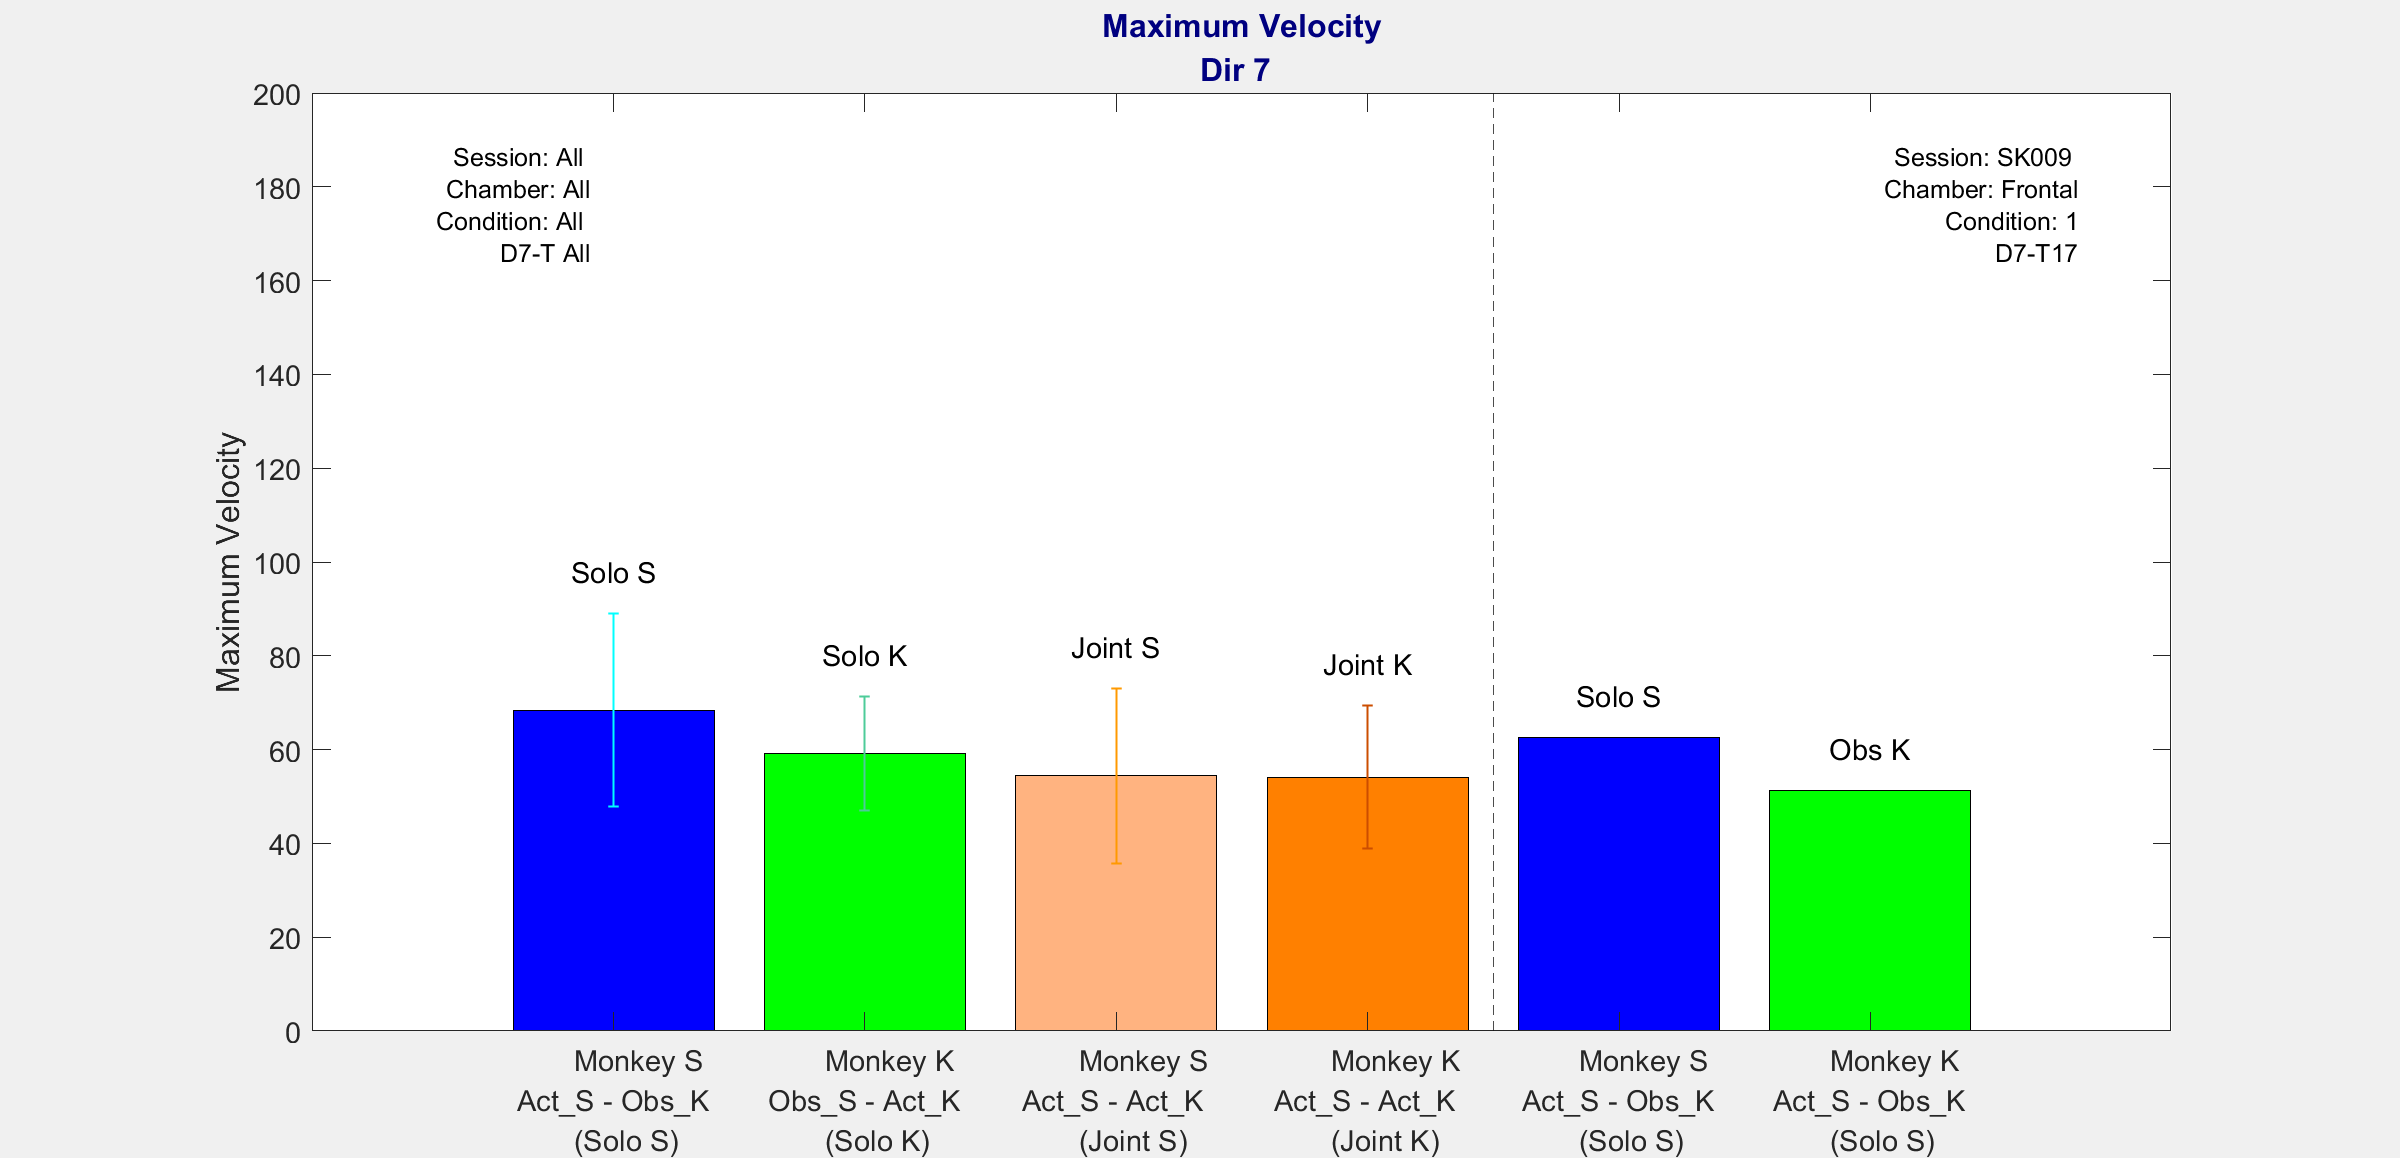 Maximum Velocity
Dir 7
Session: All
Chamber: All
Condition: All
D7-T All
Session: SK009
Chamber: Frontal
Condition: 1
D7-T17
Maximum Velocity
200
180
160
140
120
100
80
60
40
20
0
Solo S
Solo K
Joint S
Joint K
Solo S
Obs K
Monkey S
Act_S - Obs_K
(Solo S)
Monkey K
Obs_S - Act_K
(Solo K)
Monkey S
Act_S - Act_K
(Joint S)
Monkey K
Act_S - Act_K
(Joint K)
Monkey S
Act_S - Obs_K
(Solo S)
Monkey K
Act_S - Obs_K
(Solo S)